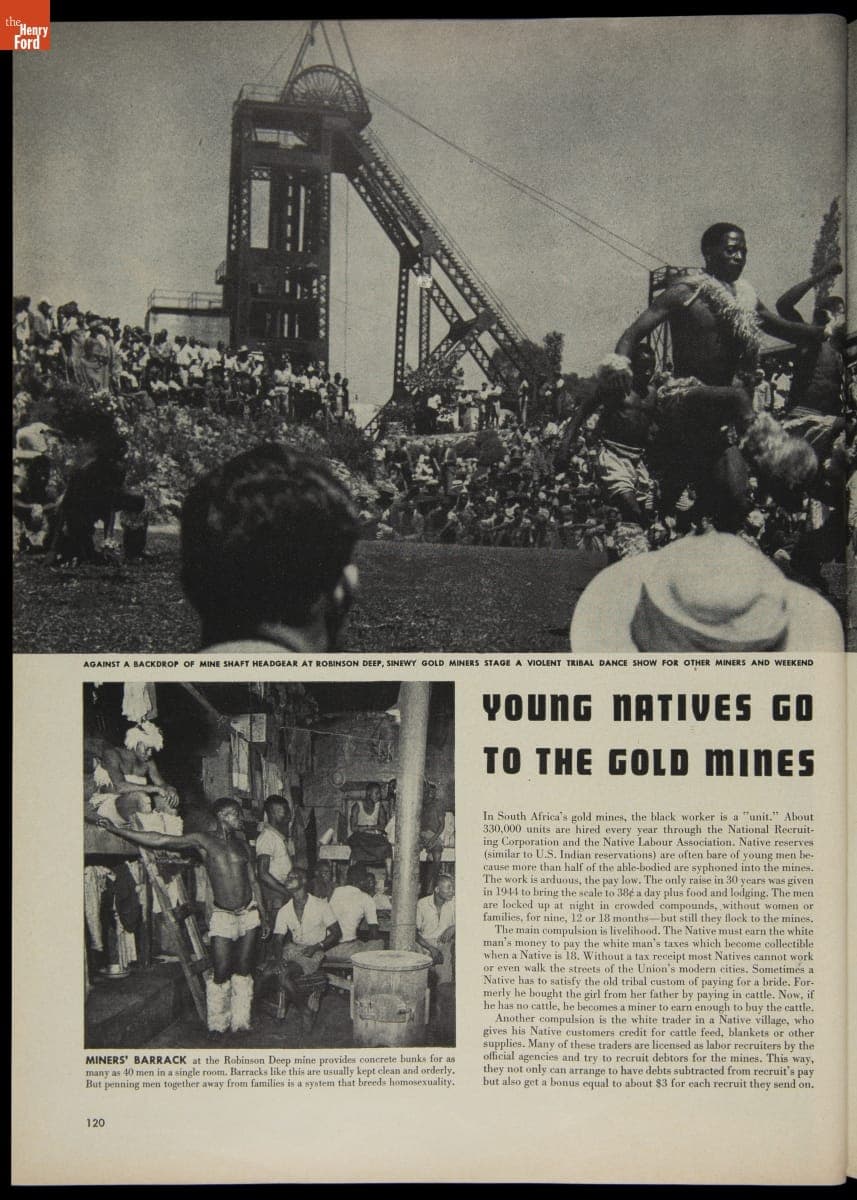 the
Henry
Ford
AGAINST A BACKDROP OF MINE SHAFT HEADGEAR AT ROBINSON DEEP, SINEWY GOLD MINERS STAGE A VIOLENT TRIBAL DANCE SHOW FOR OTHER MINERS AND WEEKEND
YOUNG NATIVES GO
TO THE GOLD MINES
In South Africa's gold mines, the black worker is a "unit." About
330,000 units are hired every year through the National Recruit-
ing Corporation and the Native Labour Association. Native reserves
(similar to U.S. Indian reservations) are often bare of young men be-
cause more than half of the able-bodied are syphoned into the mines.
The work is arduous, the pay low. The only raise in 30 years was given
in 1944 to bring the scale to 38¢ a day plus food and lodging. The men
are locked up at night in crowded compounds, without women or
families, for nine, 12 or 18 months—but still they flock to the mines.
The main compulsion is livelihood. The Native must earn the white
man's money to pay the white man's taxes which become collectible
when a Native is 18. Without a tax receipt most Natives cannot work
or even walk the streets of the Union's modern cities. Sometimes a
Native has to satisfy the old tribal custom of paying for a bride. For-
merly he bought the girl from her father by paying in cattle. Now, if
he has no cattle, he becomes a miner to earn enough to buy the cattle.
Another compulsion is the white trader in a Native village, who
gives his Native customers credit for cattle feed, blankets or other
supplies. Many of these traders are licensed as labor recruiters by the
official agencies and try to recruit debtors for the mines. This way,
they not only can arrange to have debts subtracted from recruit's pay
but also get a bonus equal to about $3 for each recruit they send on.
MINERS' BARRACK at the Robinson Deep mine provides concrete bunks for as
many as 40 men in a single room. Barracks like this are usually kept clean and orderly.
But penning men together away from families is a system that breeds homosexuality.
120